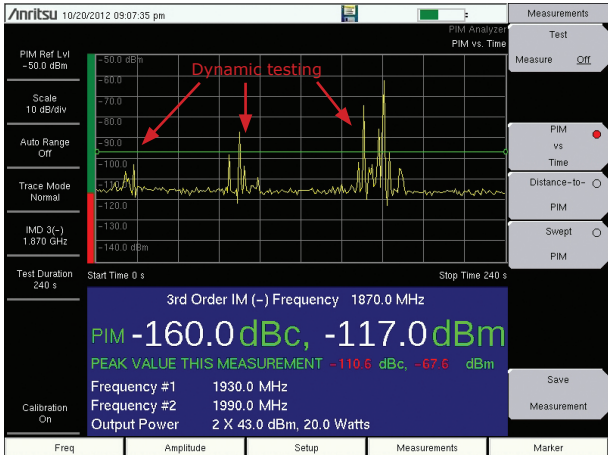 Anritsu 10/20/2012 09:07:35 pm
Measurements
PIM Analyzer
PIM vs. Time
Test
Measure Off
PIM Ref Lvl
-50.0 dBm
Scale
10 dB/div
Auto Range
Off
Trace Mode
Normal
IMD 3(-)
1.870 GHz
Test Duration
240 s
Calibration
On
-50.0 dBm
-60.0
-70.0
-80.0
-90.0
-100.0
-110.0
-120.0
-130.0
-140.0 dBm
Dynamic testing
Start Time 0 s
Stop Time 240 s
PIM
vs
Time
Distance-to-
PIM
Swept
PIM
Save
Measurement
3rd Order IM (-) Frequency 1870.0 MHz
PIM -160.0 dBc, -117.0 dBm
PEAK VALUE THIS MEASUREMENT -110.6 dBc, -67.6 dBm
Frequency #1 1930.0 MHz
Frequency #2 1990.0 MHz
Output Power 2 X 43.0 dBm, 20.0 Watts
Freq
Amplitude
Setup
Measurements
Marker